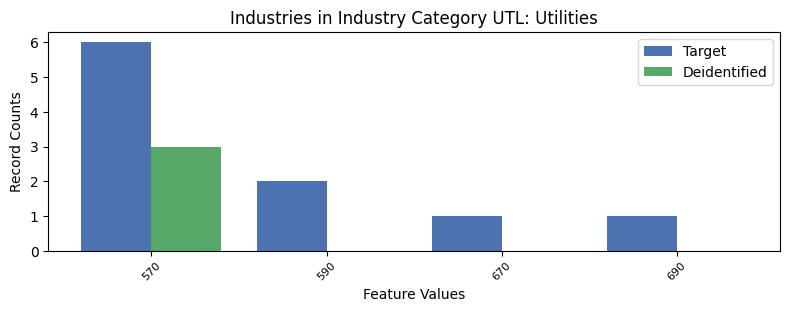 Industries in Industry Category UTL: Utilities
Target
Deidentified
Record Counts
6
5
4
3
2
1
0
570
590
670
690
Feature Values